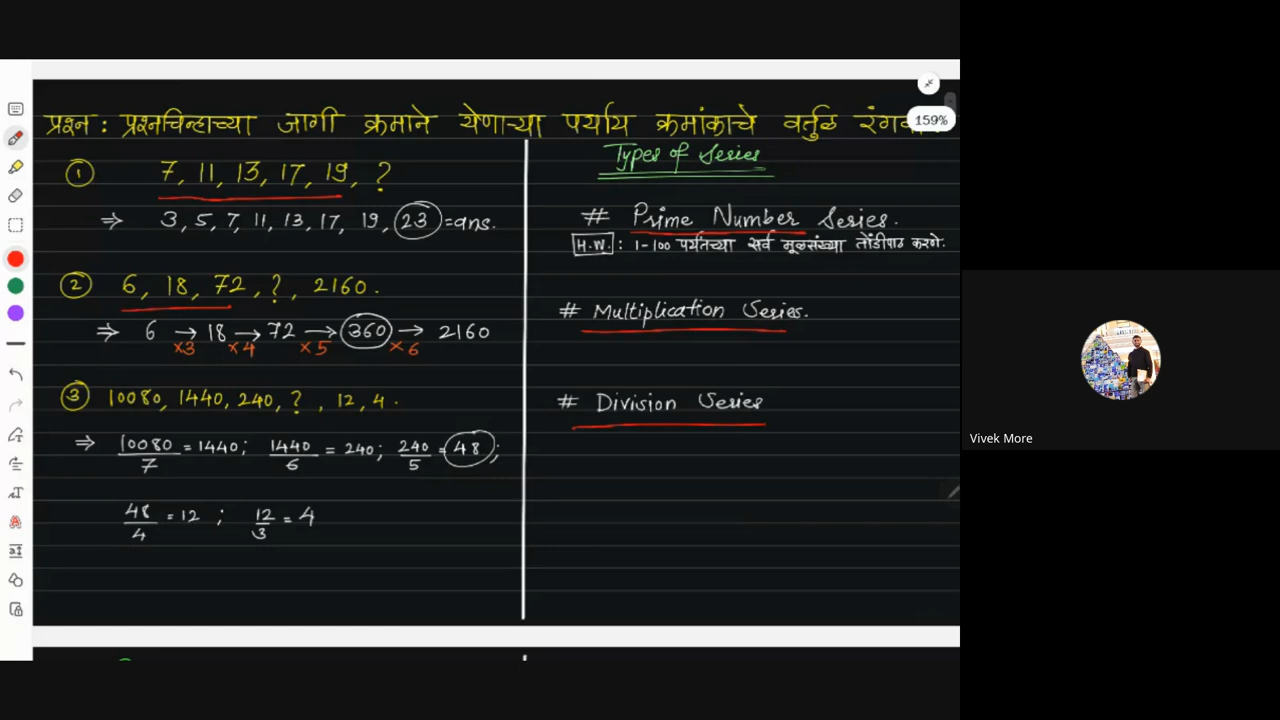 प्रश्न : प्रश्नचिन्हाच्या जागी क्रमाने येणाऱ्या पर्याय क्रमांकाचे वर्तुळ
159%
① 7, 11, 13, 17, 19, ?
⇒ 3, 5, 7, 11, 13, 17, 19, 23 = ans.
② 6, 18, 72, ?, 2160.
⇒ 6 → 18 → 72 → 360 → 2160
×3 ×4 ×5 ×6
③ 10080, 1440, 240, ?, 12, 4.
⇒ 10080/7 = 1440; 1440/6 = 240; 240/5 = 48;
48/4 = 12 ; 12/3 = 4
Types of Series
# Prime Number Series.
H.W. : 1-100 पर्यंतच्या सर्व मूळसंख्या तोंडीपाठ करणे.
# Multiplication Series.
# Division Series
Vivek More